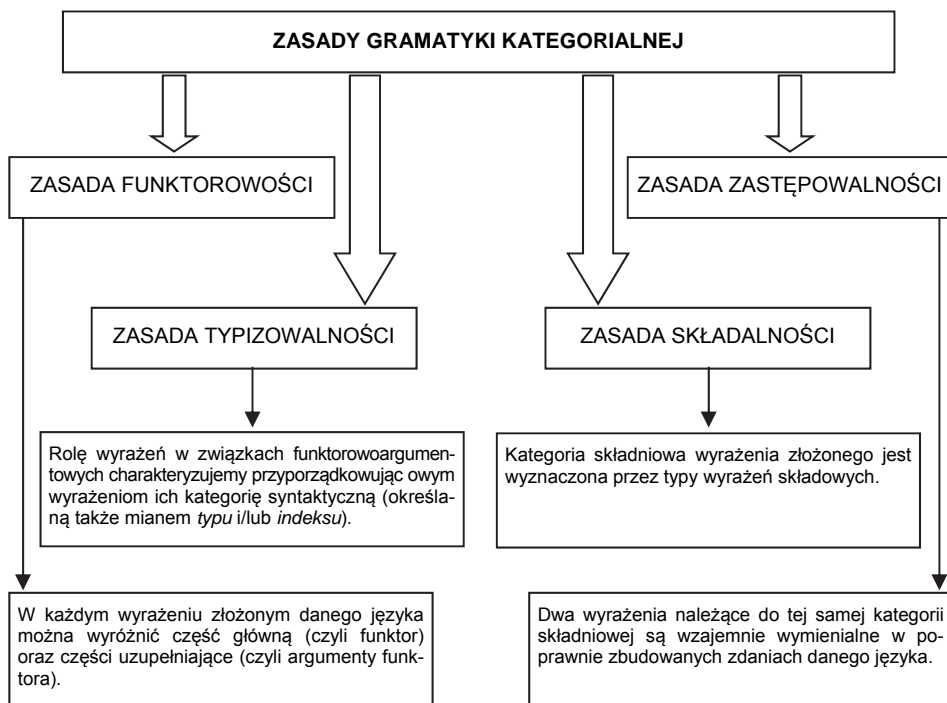 ZASADY GRAMATYKI KATEGORIALNEJ
ZASADA FUNKTOROWOŚCI
ZASADA ZASTĘPOWALNOŚCI
ZASADA TYPIZOWALNOŚCI
ZASADA SKŁADALNOŚCI
Rolę wyrażeń w związkach funktorowoargumen-
towych charakteryzujemy przyporządkowując owym
wyrażeniom ich kategorię syntaktyczną (określa-
ną także mianem typu i/lub indeksu).
Kategoria składniowa wyrażenia złożonego jest
wyznaczona przez typy wyrażeń składowych.
W każdym wyrażeniu złożonym danego języka
można wyróżnić część główną (czyli funktor)
oraz części uzupełniające (czyli argumenty funk-
tora).
Dwa wyrażenia należące do tej samej kategorii
składniowej są wzajemnie wymienialne w po-
prawnie zbudowanych zdaniach danego języka.